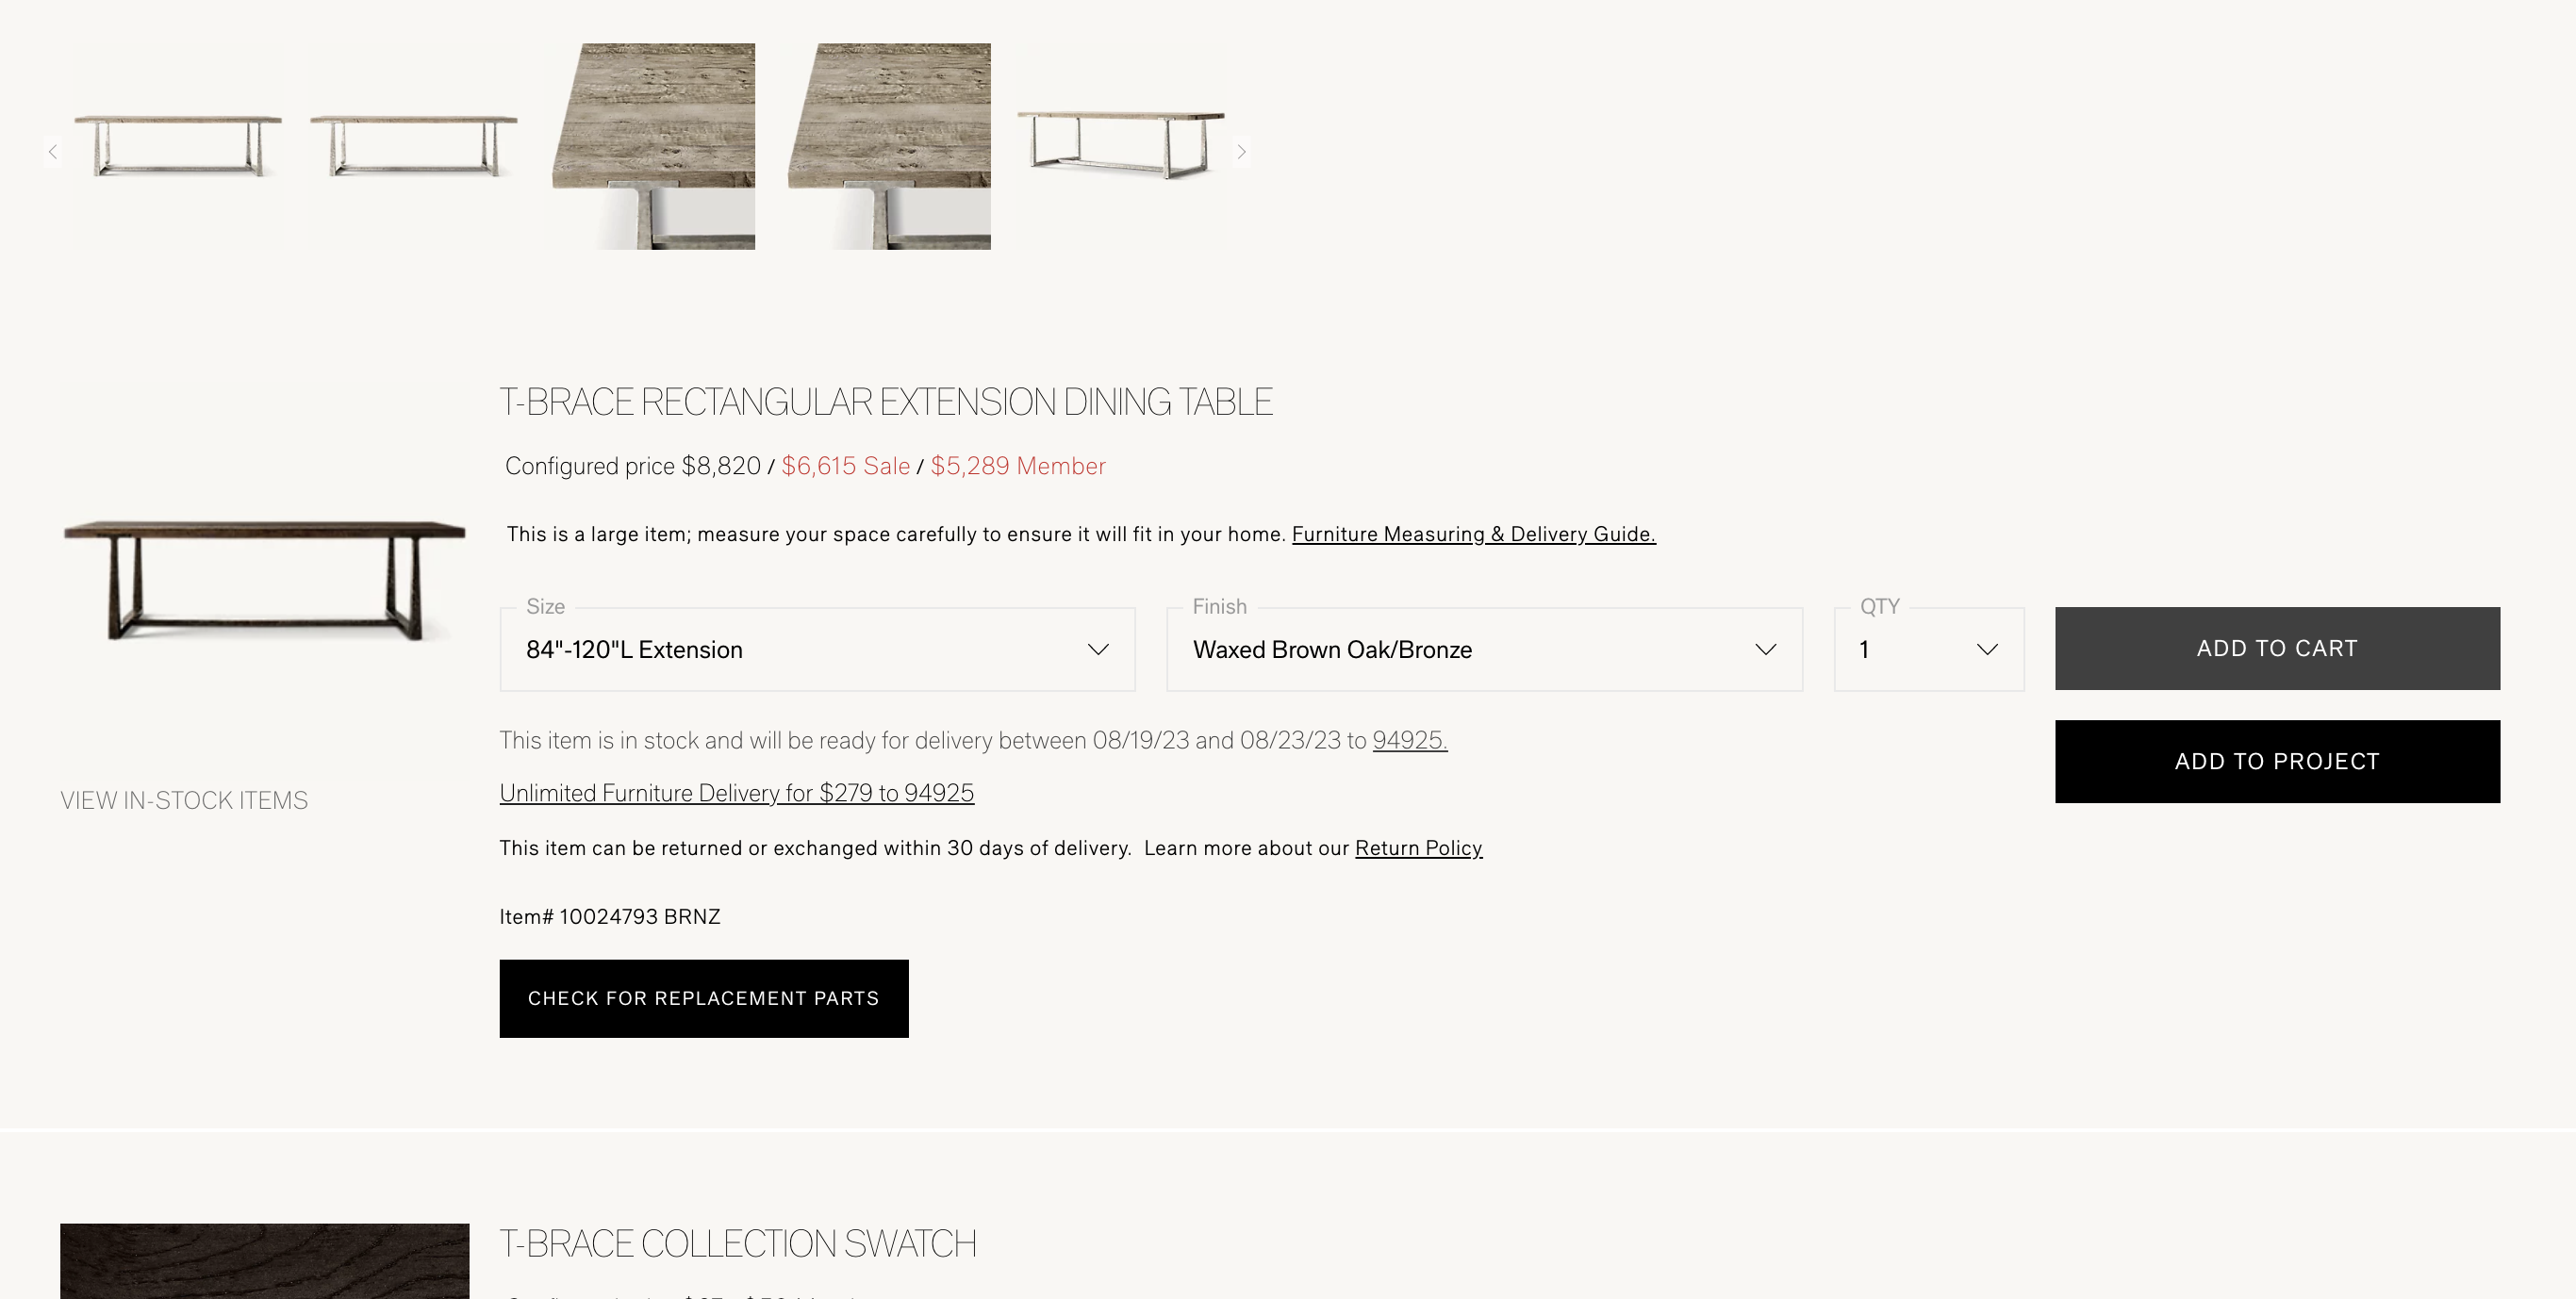 T-BRACE RECTANGULAR EXTENSION DINING TABLE
Configured price $8,820 / $6,615 Sale / $5,289 Member
This is a large item; measure your space carefully to ensure it will fit in your home. Furniture Measuring & Delivery Guide.
Size
84"-120"L Extension
Finish
Waxed Brown Oak/Bronze
QTY
1
ADD TO CART
ADD TO PROJECT
This item is in stock and will be ready for delivery between 08/19/23 and 08/23/23 to 94925.
VIEW IN-STOCK ITEMS
Unlimited Furniture Delivery for $279 to 94925
This item can be returned or exchanged within 30 days of delivery. Learn more about our Return Policy
Item# 10024793 BRNZ
CHECK FOR REPLACEMENT PARTS
T-BRACE COLLECTION SWATCH